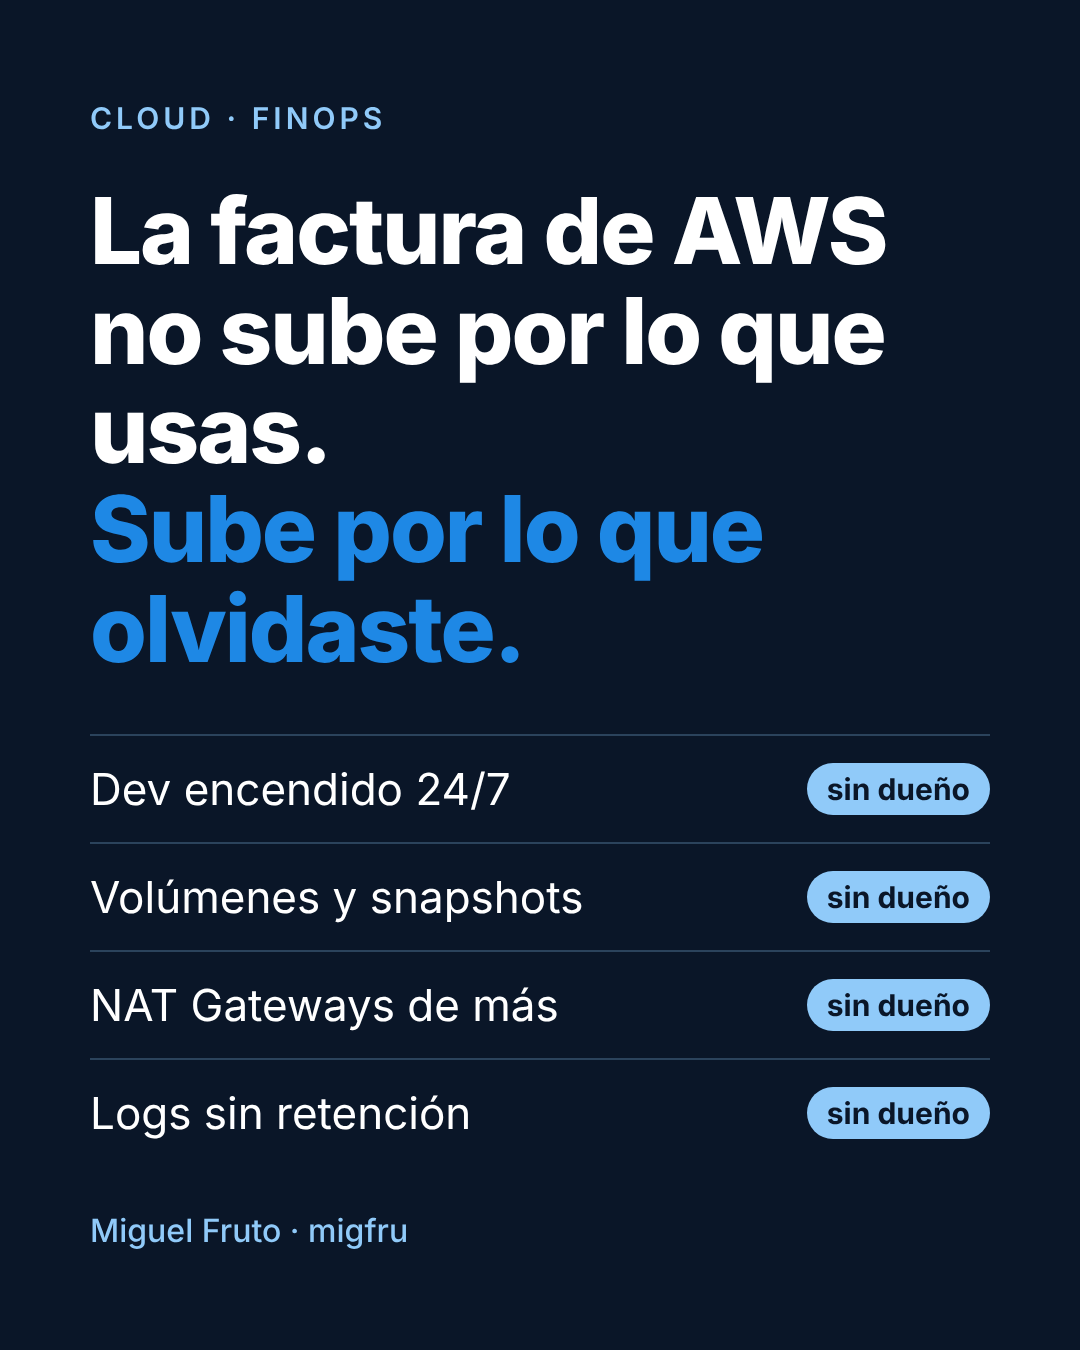 CLOUD · FINOPS
La factura de AWS
no sube por lo que
usas.
Sube por lo que
olvidaste.
Dev encendido 24/7 sin dueño
Volúmenes y snapshots sin dueño
NAT Gateways de más sin dueño
Logs sin retención sin dueño
Miguel Fruto · migfru